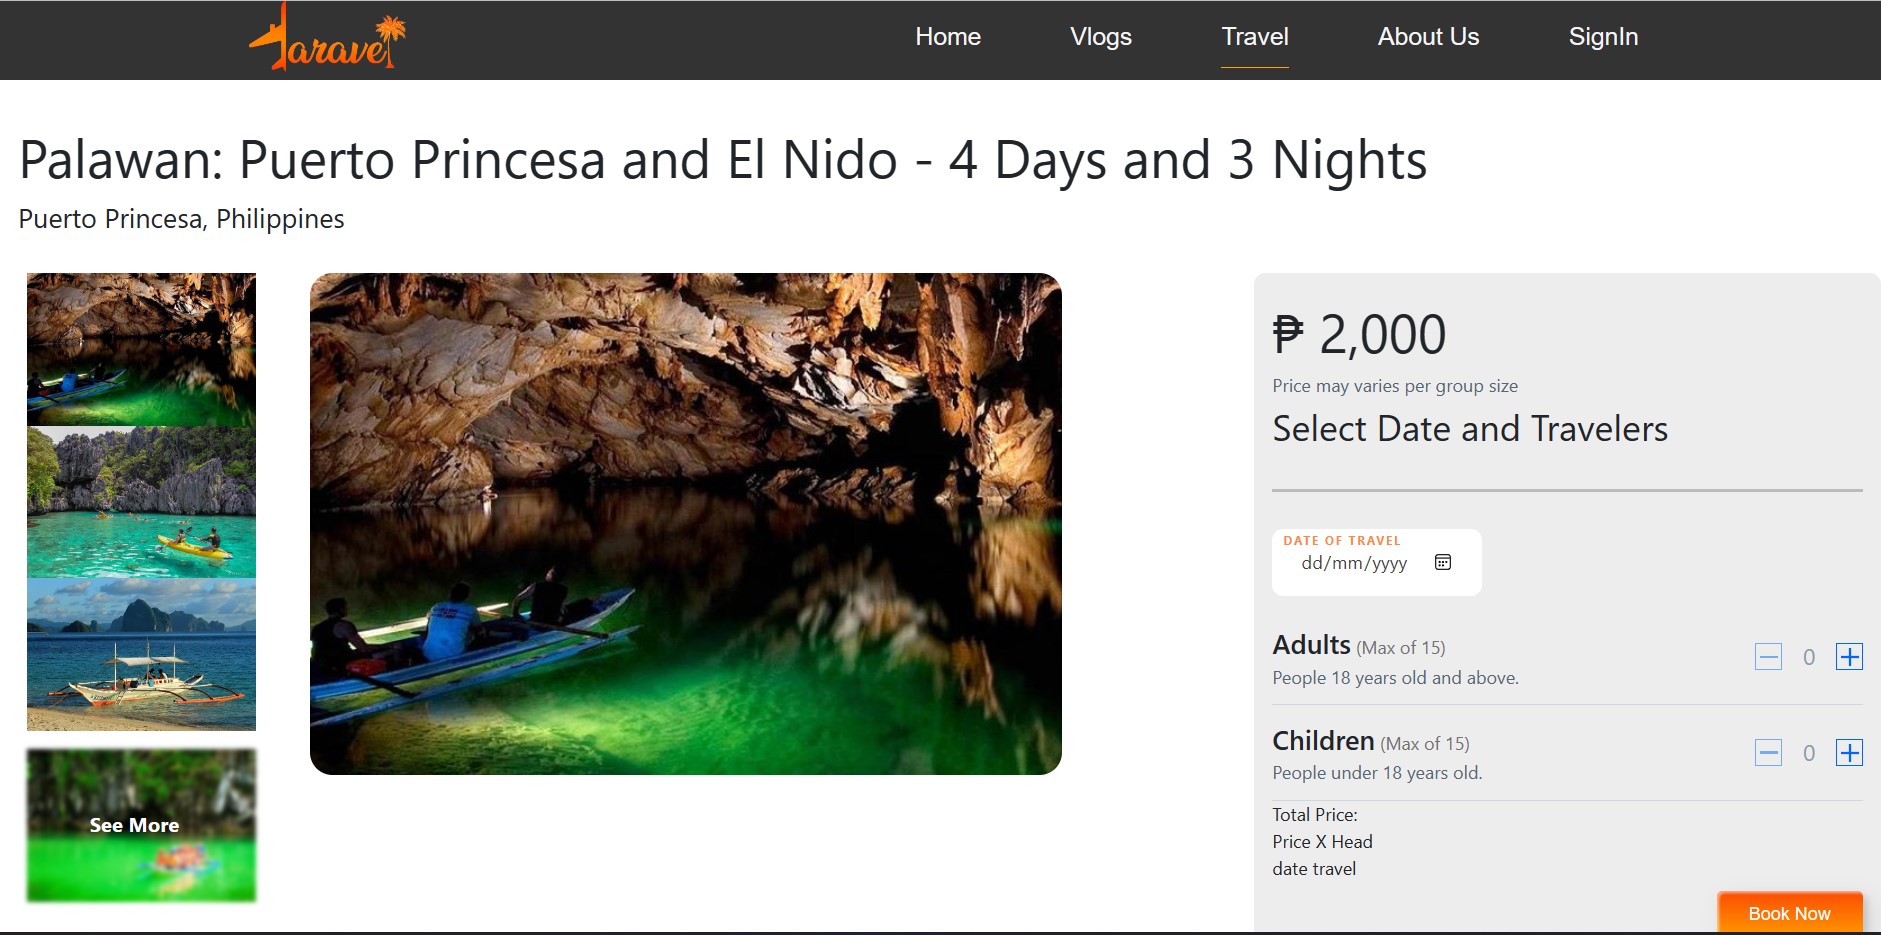 Taravel
Home Vlogs Travel About Us SignIn
Palawan: Puerto Princesa and El Nido - 4 Days and 3 Nights
Puerto Princesa, Philippines
See More
₱ 2,000
Price may varies per group size
Select Date and Travelers
DATE OF TRAVEL
dd/mm/yyyy
Adults (Max of 15)
People 18 years old and above.
0
Children (Max of 15)
People under 18 years old.
0
Total Price:
Price X Head
date travel
Book Now